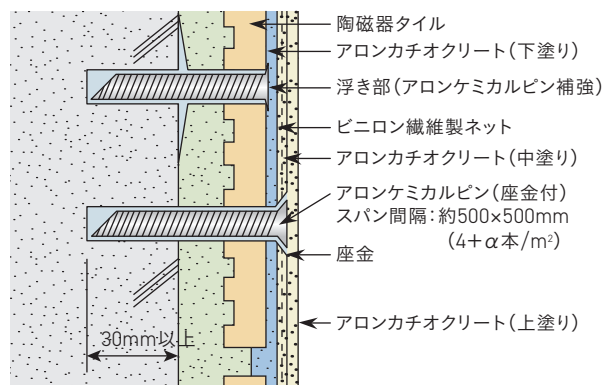 陶磁器タイル
アロンカチオクリート(下塗り)
浮き部(アロンケミカルピン補強)
ビニロン繊維製ネット
アロンカチオクリート(中塗り)
アロンケミカルピン(座金付)
スパン間隔:約500×500mm
(4+α本/m²)
座金
アロンカチオクリート(上塗り)
30mm以上